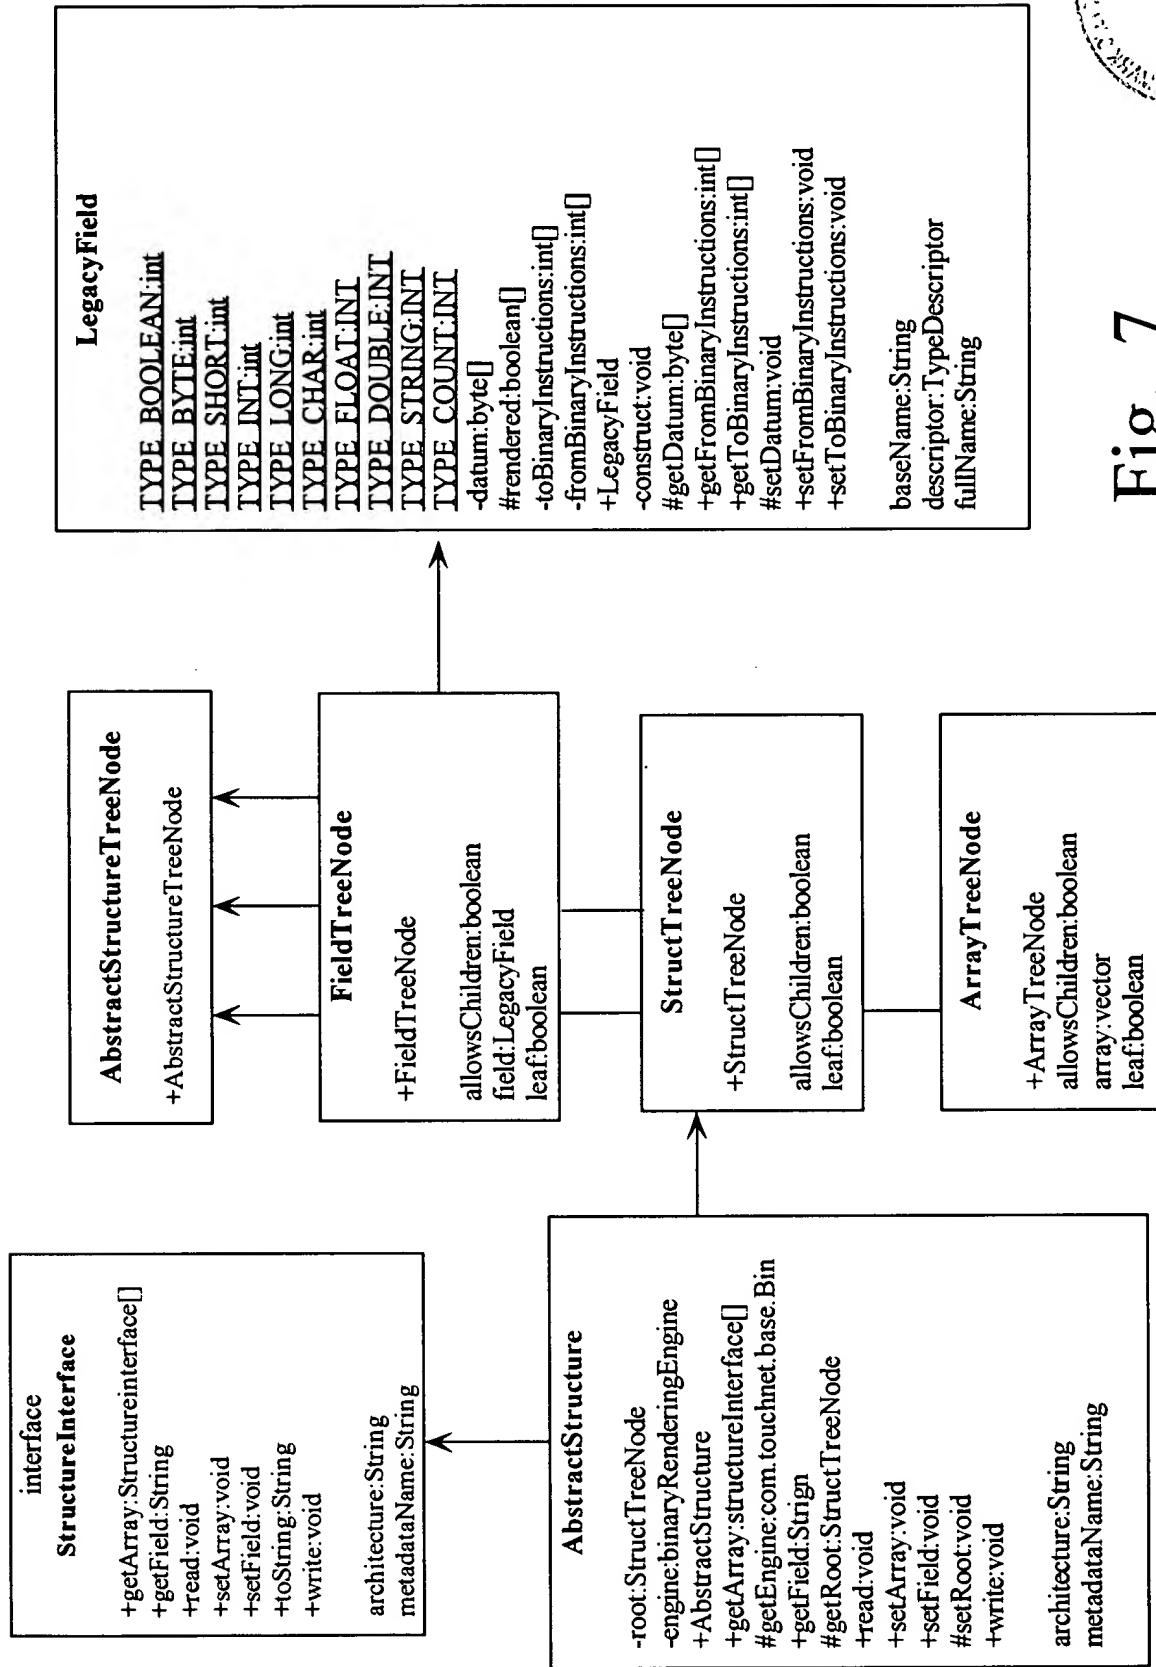 interface
StructureInterface
+getArray:Structureinterface[]
+getField:String
+read:void
+setArray:void
+setField:void
+toString:String
+write:void
architecture:String
metadataName:String
AbstractStructure
-root:StructTreeNode
-engine:binaryRenderingEngine
+AbstractStructure
+getArray:structureInterface[]
#getEngine:com.touchnet.base.Bin
+getField:Strign
#getRoot:StructTreeNode
+read:void
+setArray:void
+setField:void
#setRoot:void
+write:void
architecture:String
metadataName:String
AbstractStructureTreeNode
+AbstractStructureTreeNode
FieldTreeNode
+FieldTreeNode
allowsChildren:boolean
field:LegacyField
leaf:boolean
StructTreeNode
+StructTreeNode
allowsChildren:boolean
leaf:boolean
ArrayTreeNode
+ArrayTreeNode
allowsChildren:boolean
array:vector
leaf:boolean
LegacyField
TYPE_BOOLEAN:int
TYPE_BYTE:int
TYPE_SHORT:int
TYPE_INT:int
TYPE_LONG:int
TYPE_CHAR:int
TYPE_FLOAT:INT
TYPE_DOUBLE:INT
TYPE_STRING:INT
TYPE_COUNT:INT
-datum:byte[]
#rendered:boolean[]
-toBinaryInstructions:int[]
-fromBinaryInstructions:int[]
+LegacyField
-construct:void
#getDatum:byte[]
+getFromBinaryInstructions:int[]
+getToBinaryInstructions:int[]
#setDatum:void
+setFromBinaryInstructions:void
+setToBinaryInstructions:void
baseName:String
descriptor:TypeDescriptor
fullName:String
Fig. 7